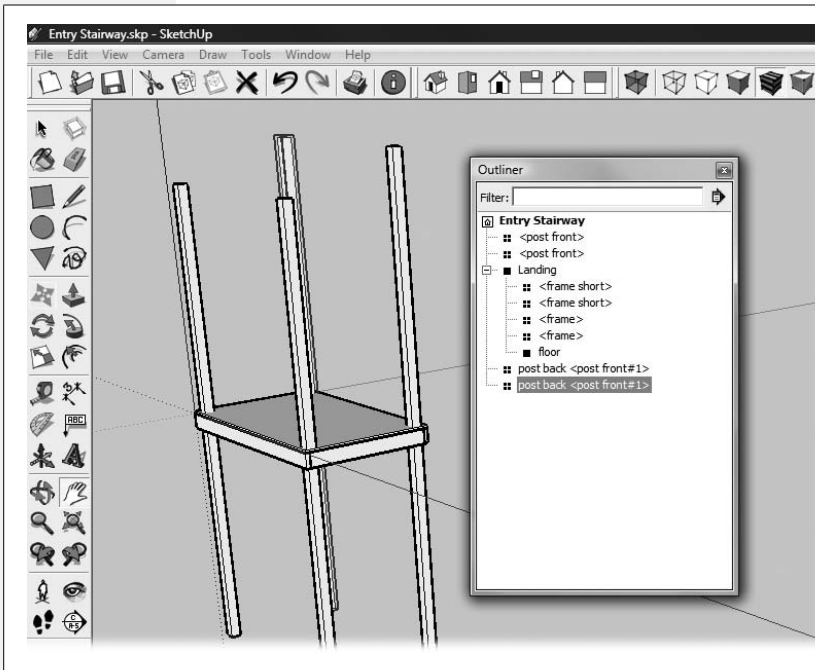 Entry Stairway.skp - SketchUp
File Edit View Camera Draw Tools Window Help
Outliner
Filter:
Entry Stairway
<post front>
<post front>
Landing
<frame short>
<frame short>
<frame>
<frame>
floor
post back <post front#1>
post back <post front#1>
ABC